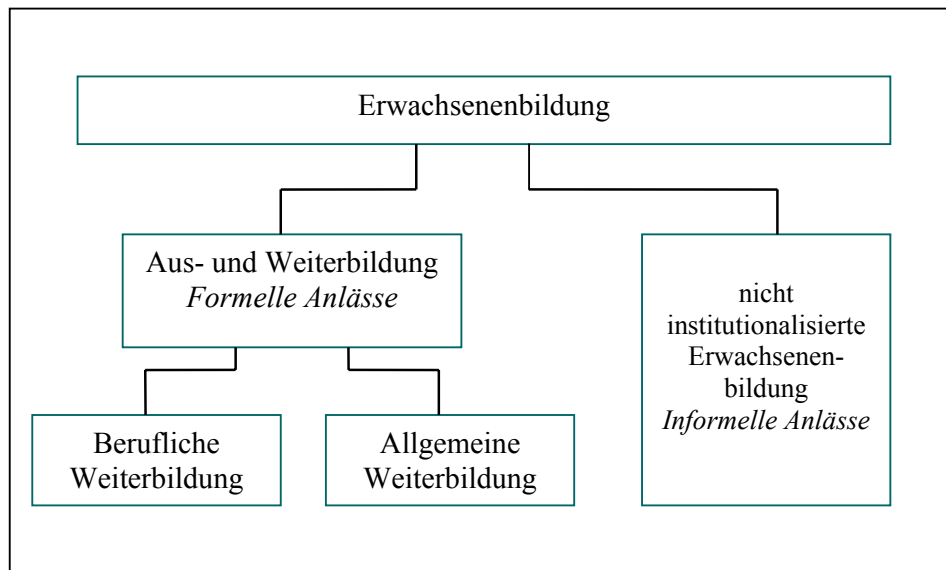 Erwachsenenbildung
Aus- und Weiterbildung
Formelle Anlässe
nicht
institutionalisierte
Erwachsenen-
bildung
Informelle Anlässe
Berufliche
Weiterbildung
Allgemeine
Weiterbildung